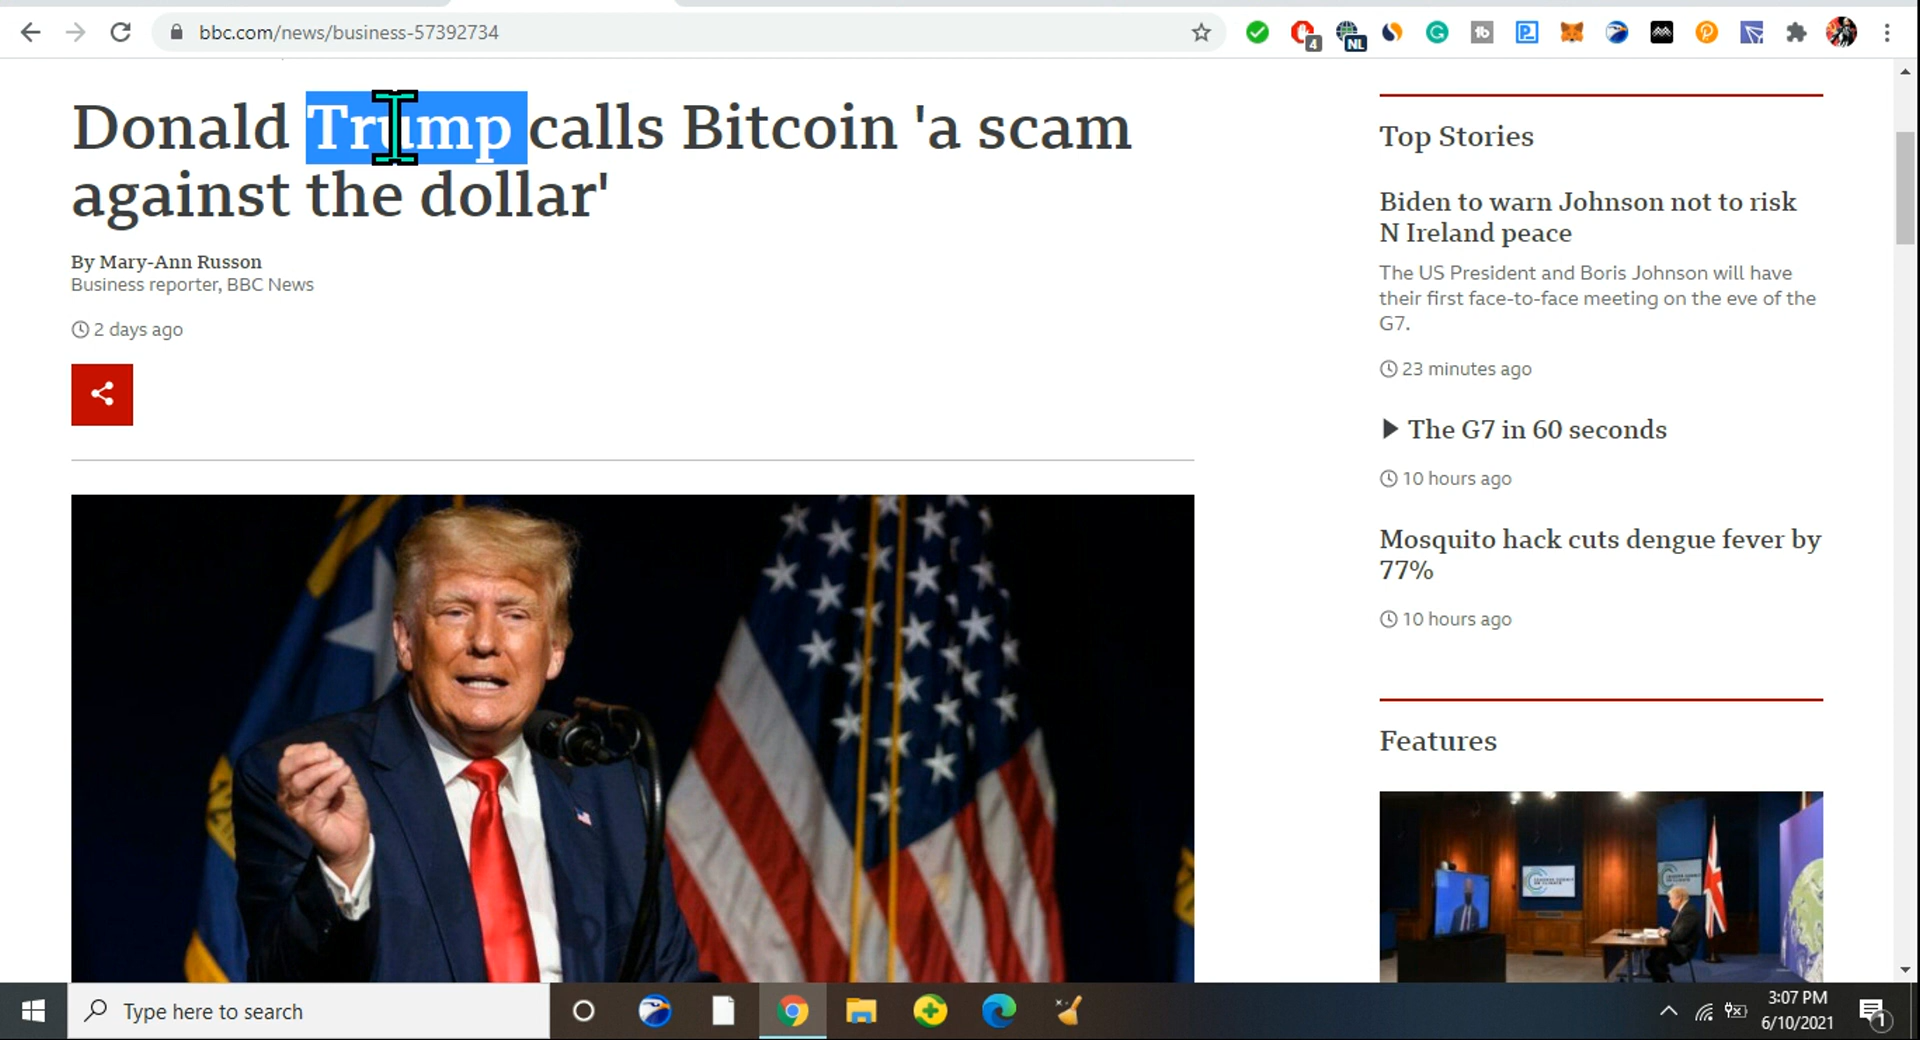 bbc.com/news/business-57392734
4
NL
Donald Trump calls Bitcoin 'a scam
against the dollar'
By Mary-Ann Russon
Business reporter, BBC News
2 days ago
Top Stories
Biden to warn Johnson not to risk
N Ireland peace
The US President and Boris Johnson will have
their first face-to-face meeting on the eve of the
G7.
23 minutes ago
The G7 in 60 seconds
10 hours ago
Mosquito hack cuts dengue fever by
77%
10 hours ago
Features
Type here to search
3:07 PM
6/10/2021
1